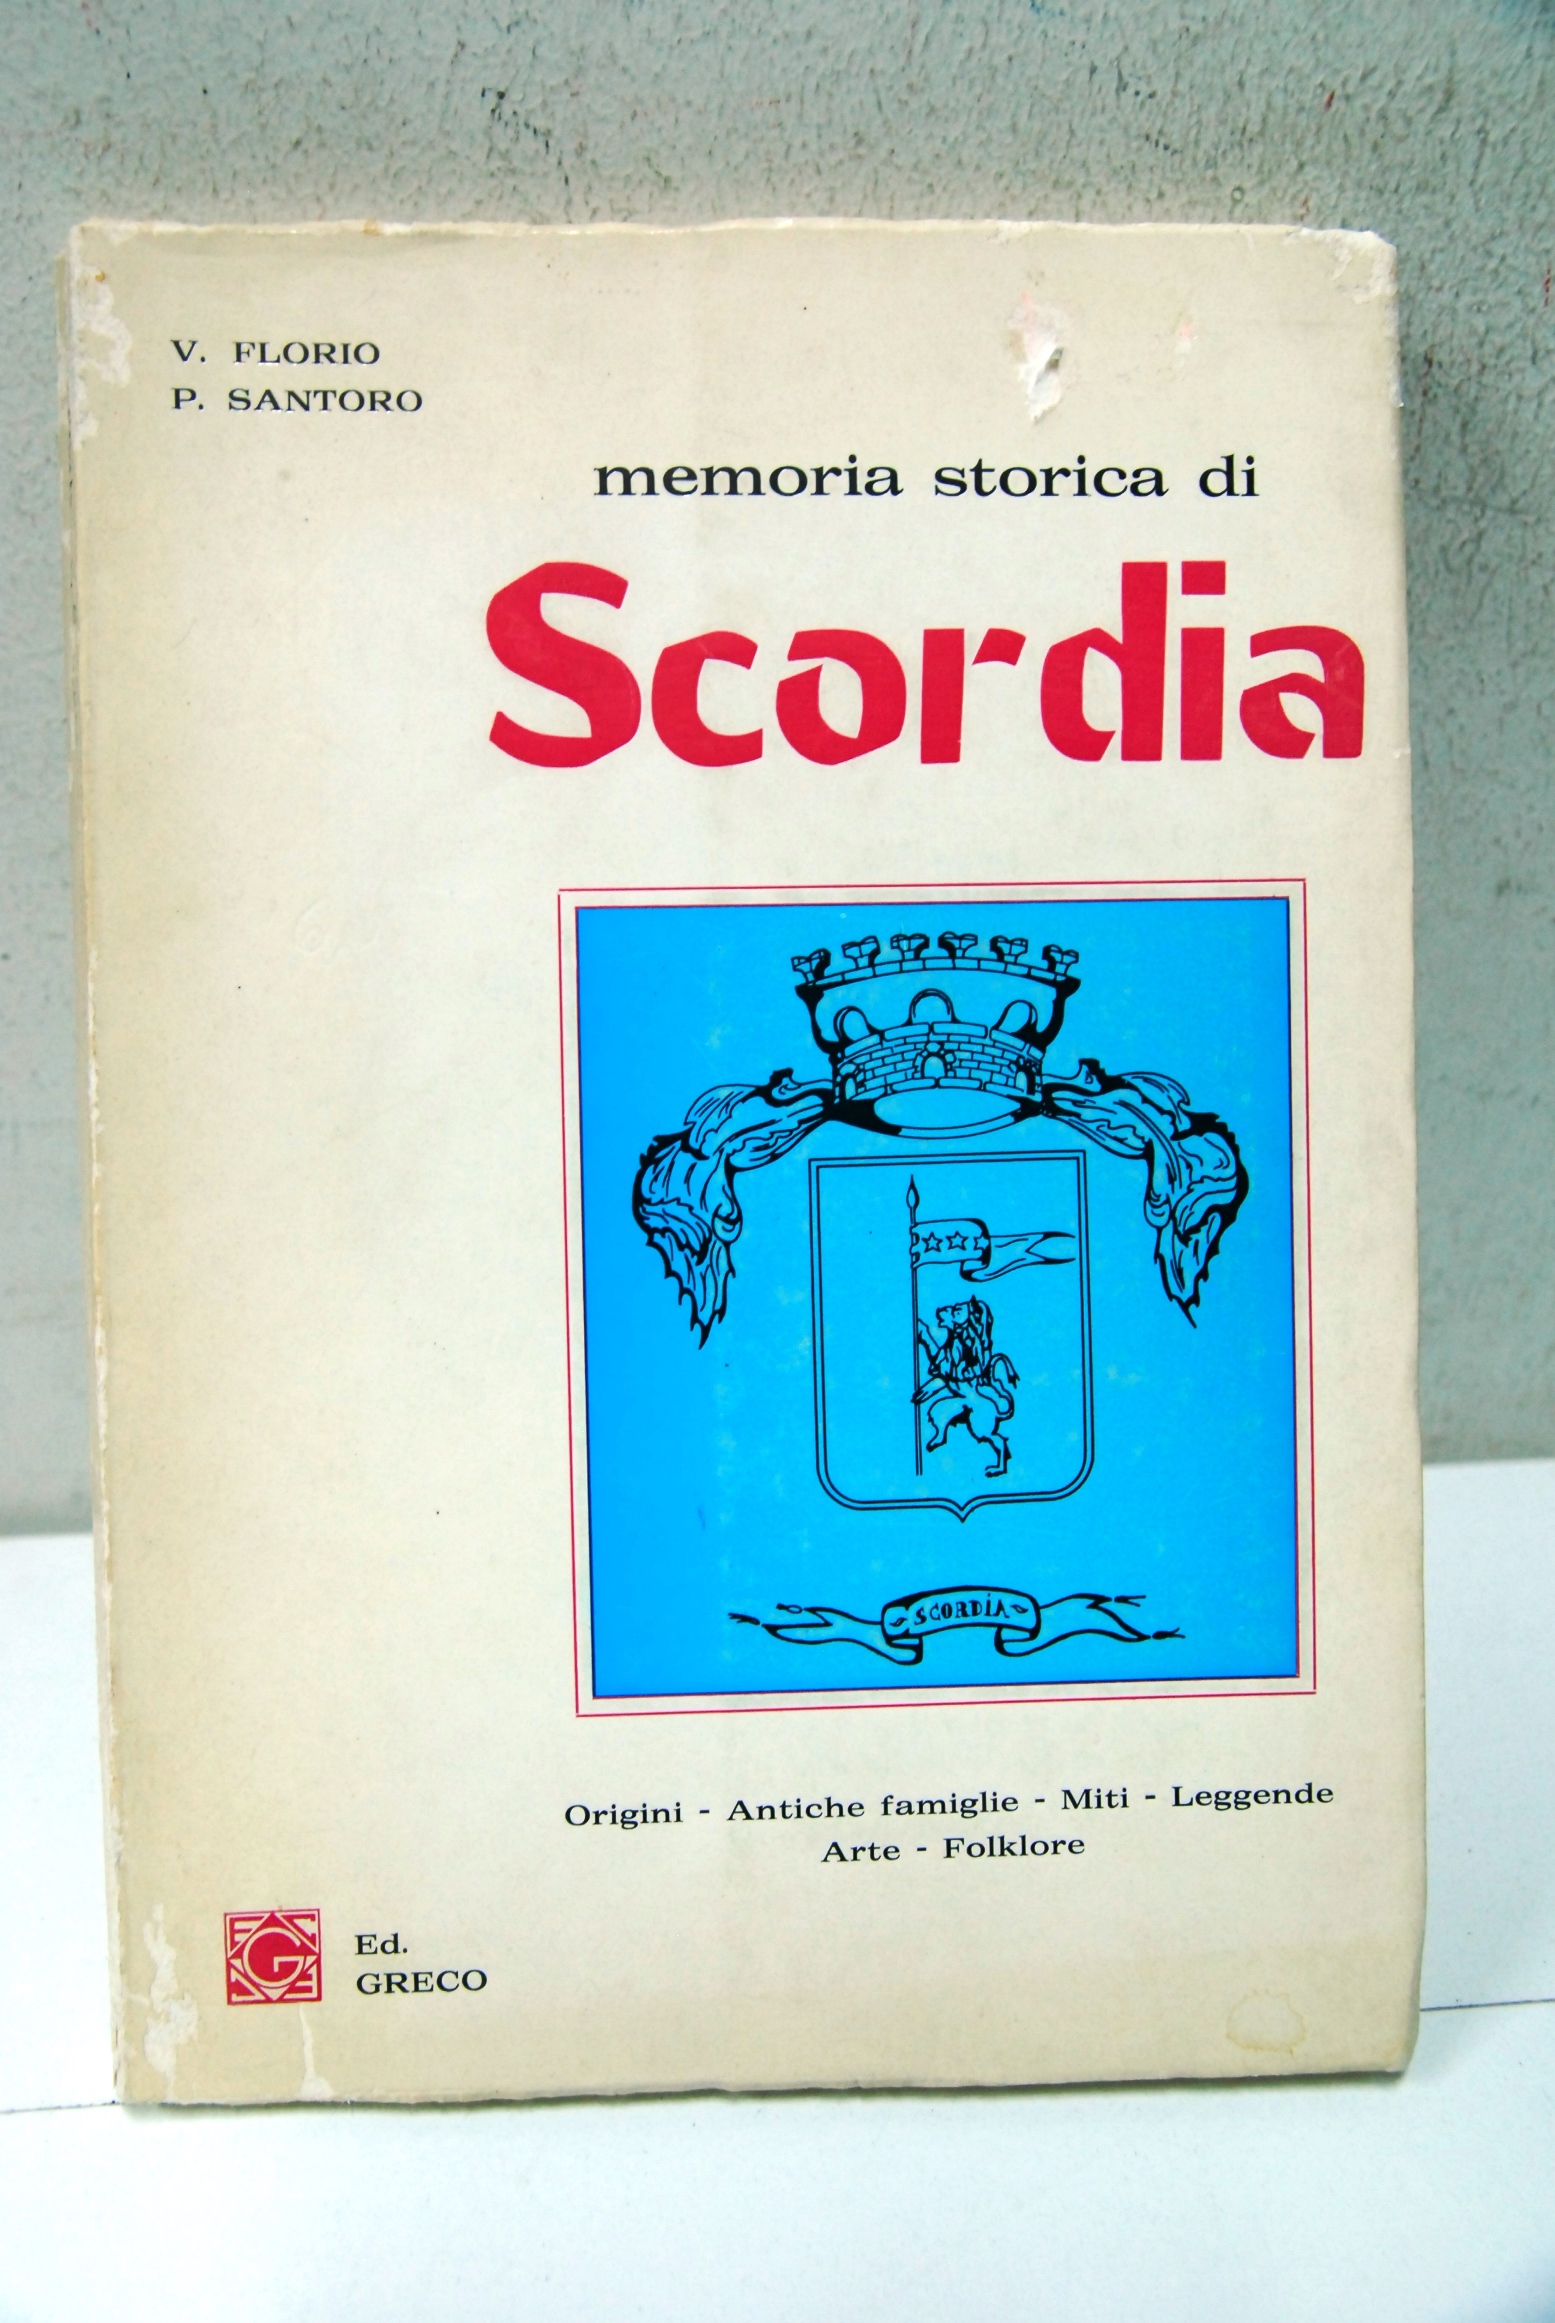 V. FLORIO
P. SANTORO
memoria storica di
Scordia
SCORDIA
Origini - Antiche famiglie - Miti - Leggende
Arte - Folklore
Ed.
GRECO